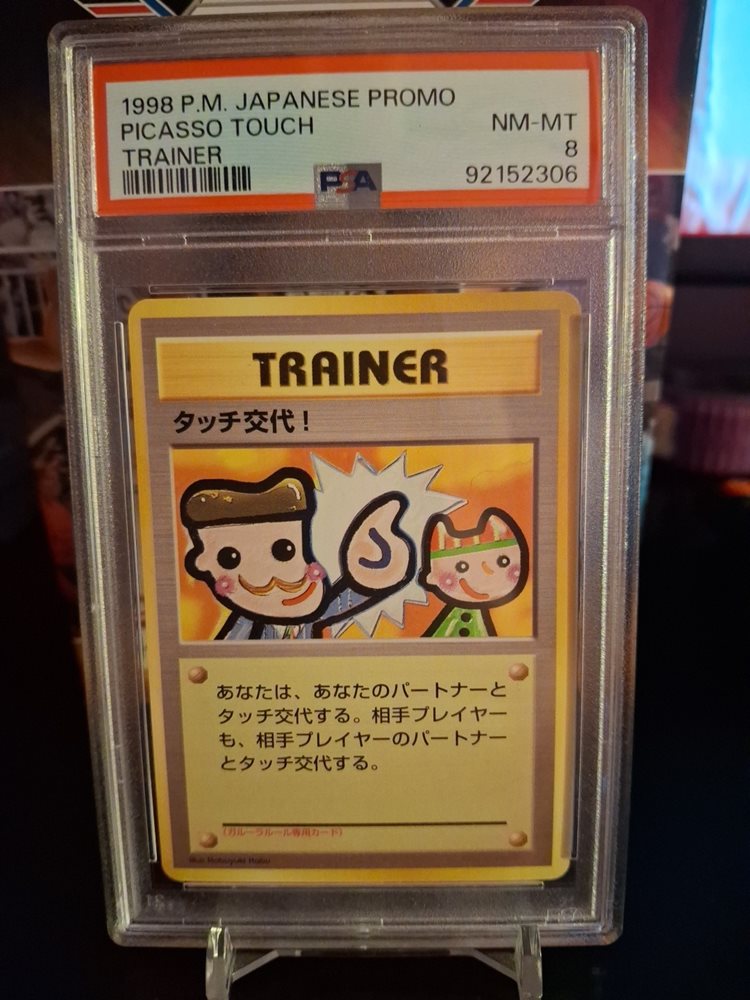 1998 P.M. JAPANESE PROMO
PICASSO TOUCH NM-MT
TRAINER 8
PSA 92152306
TRAINER
タッチ交代！
あなたは、あなたのパートナーと
タッチ交代する。相手プレイヤー
も、相手プレイヤーのパートナー
とタッチ交代する。
（ガルーラルール専用カード）